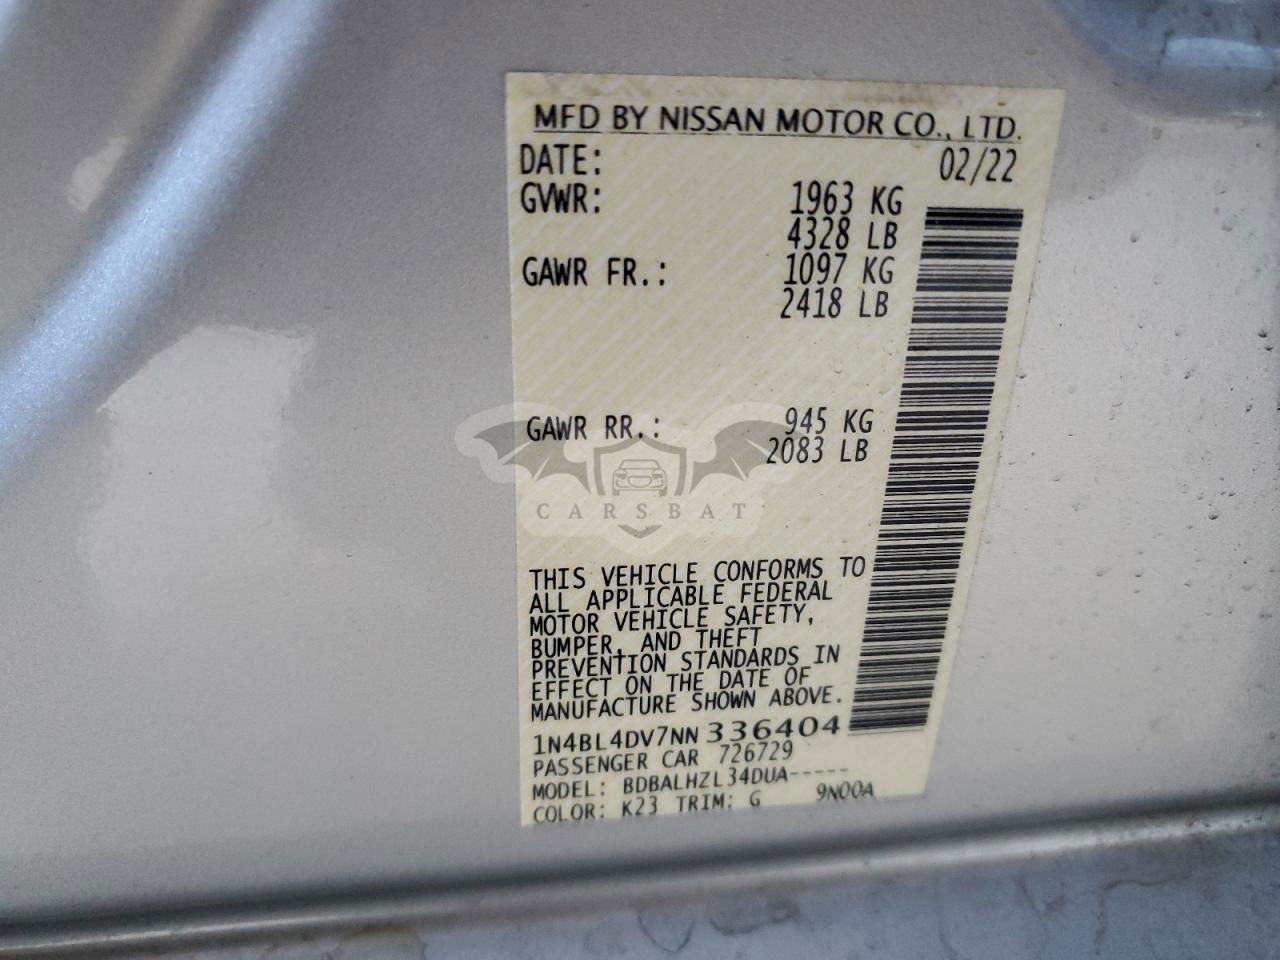 MFD BY NISSAN MOTOR CO., LTD.
DATE: 02/22
GVWR: 1963 KG
4328 LB
GAWR FR.: 1097 KG
2418 LB
GAWR RR.: 945 KG
2083 LB
CARSBAT
THIS VEHICLE CONFORMS TO
ALL APPLICABLE FEDERAL
MOTOR VEHICLE SAFETY,
BUMPER, AND THEFT
PREVENTION STANDARDS IN
EFFECT ON THE DATE OF
MANUFACTURE SHOWN ABOVE.
1N4BL4DV7NN336404
PASSENGER CAR 726729
MODEL: BDBALHZL34DUA-----
COLOR: K23 TRIM: G 9N00A